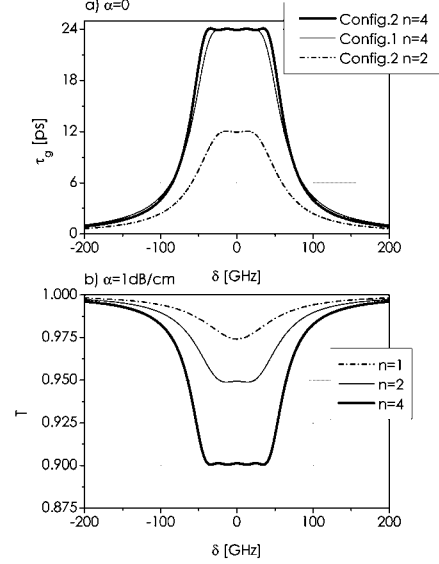 a) α=0
24
18
12
6
0
τg [ps]
Config.2 n=4
Config.1 n=4
Config.2 n=2
-200
-100
0
100
200
δ [GHz]
b) α=1dB/cm
1.000
0.975
0.950
0.925
0.900
0.875
T
n=1
n=2
n=4
-200
-100
0
100
200
δ [GHz]